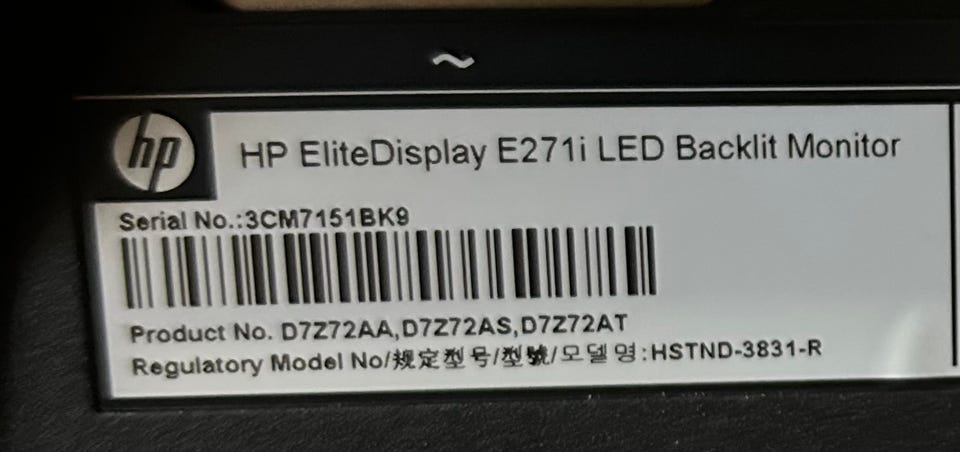 ~
hp
HP EliteDisplay E271i LED Backlit Monitor
Serial No.:3CM7151BK9
Product No. D7Z72AA,D7Z72AS,D7Z72AT
Regulatory Model No/规定型号/型號/모델명:HSTND-3831-R